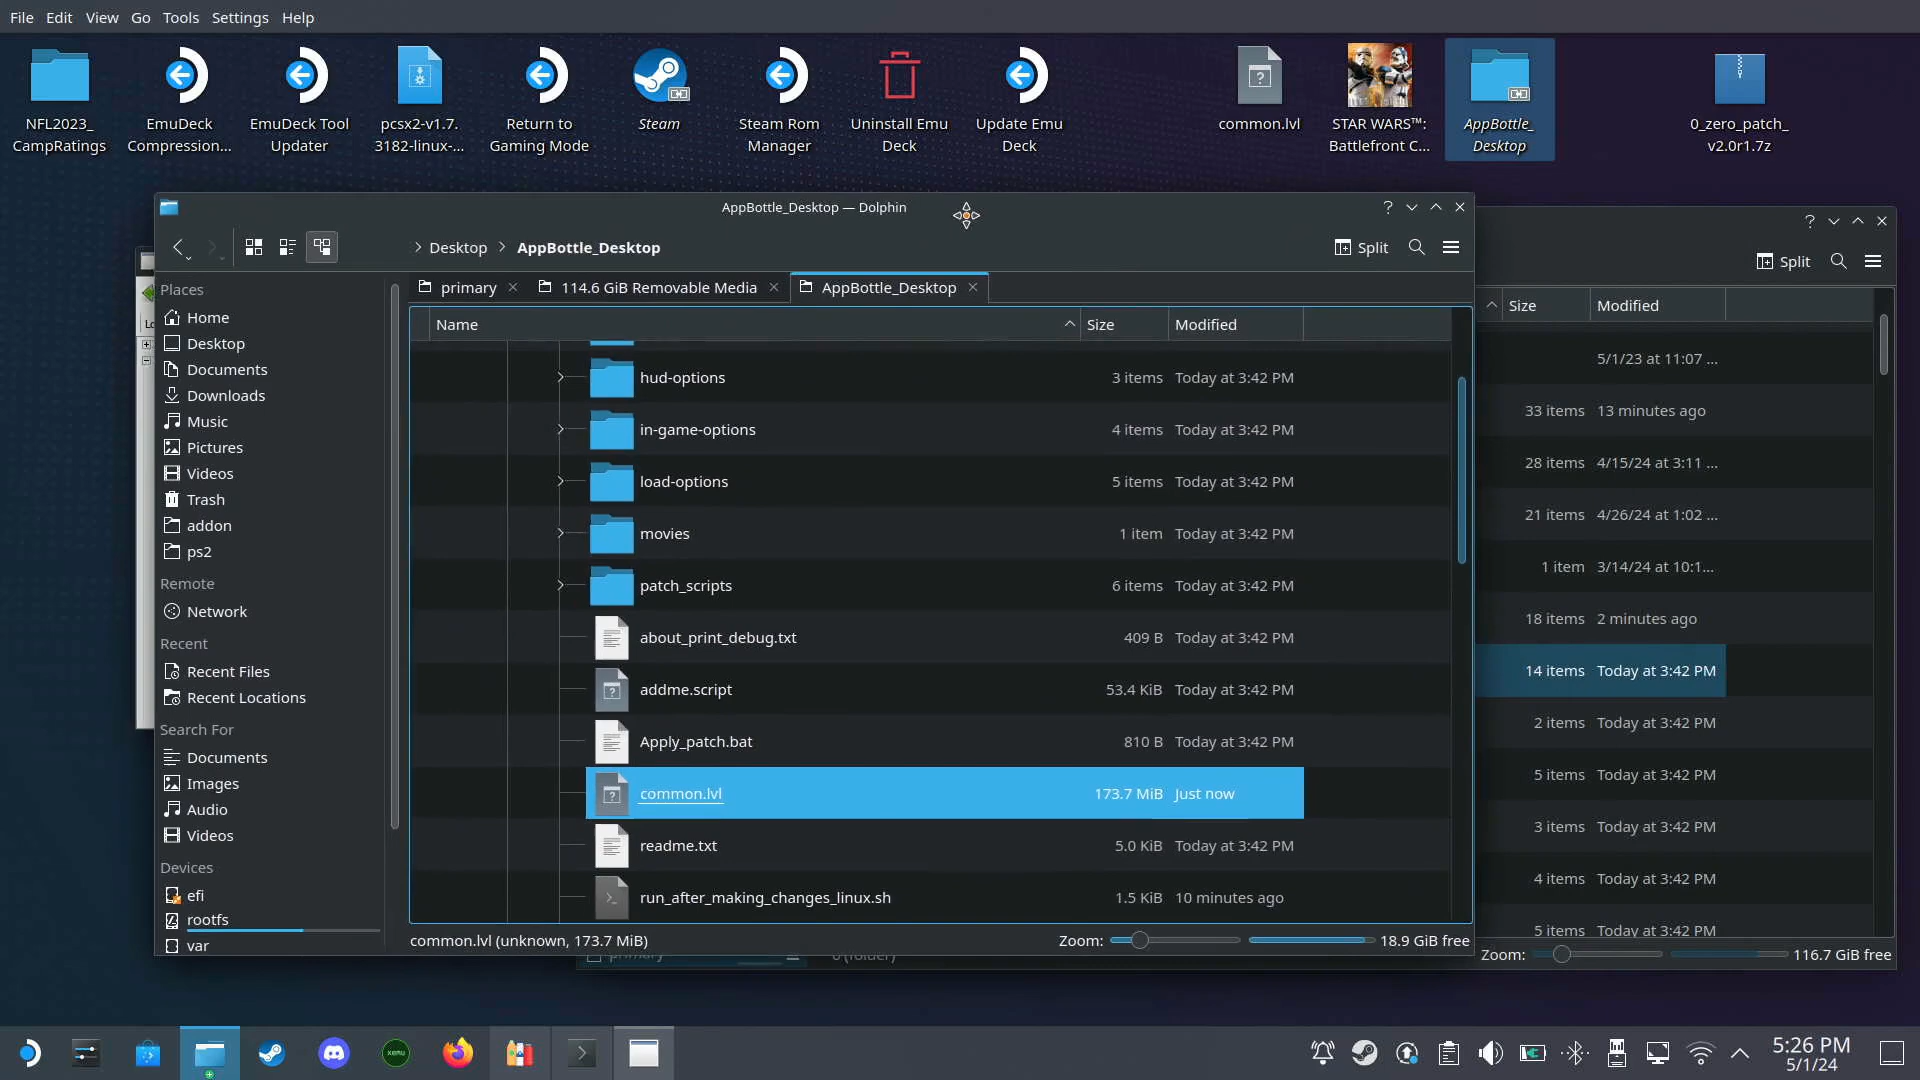 File Edit View Go Tools Settings Help
NFL2023_
CampRatings
EmuDeck
Compression...
EmuDeck Tool
Updater
pcsx2-v1.7.
3182-linux-...
Return to
Gaming Mode
Steam
Steam Rom
Manager
Uninstall Emu
Deck
Update Emu
Deck
common.lvl
STAR WARS™:
Battlefront C...
AppBottle_
Desktop
0_zero_patch_
v2.0r1.7z
AppBottle_Desktop — Dolphin
Desktop AppBottle_Desktop
Split
primary 114.6 GiB Removable Media AppBottle_Desktop
Places
Home
Desktop
Documents
Downloads
Music
Pictures
Videos
Trash
addon
ps2
Remote
Network
Recent
Recent Files
Recent Locations
Search For
Documents
Images
Audio
Videos
Devices
efi
rootfs
var
Name Size Modified
hud-options 3 items Today at 3:42 PM
in-game-options 4 items Today at 3:42 PM
load-options 5 items Today at 3:42 PM
movies 1 item Today at 3:42 PM
patch_scripts 6 items Today at 3:42 PM
about_print_debug.txt 409 B Today at 3:42 PM
addme.script 53.4 KiB Today at 3:42 PM
Apply_patch.bat 810 B Today at 3:42 PM
common.lvl 173.7 MiB Just now
readme.txt 5.0 KiB Today at 3:42 PM
run_after_making_changes_linux.sh 1.5 KiB 10 minutes ago
common.lvl (unknown, 173.7 MiB) Zoom: 18.9 GiB free
Split
Size Modified
5/1/23 at 11:07 ...
33 items 13 minutes ago
28 items 4/15/24 at 3:11 ...
21 items 4/26/24 at 1:02 ...
1 item 3/14/24 at 10:1...
18 items 2 minutes ago
14 items Today at 3:42 PM
2 items Today at 3:42 PM
5 items Today at 3:42 PM
3 items Today at 3:42 PM
4 items Today at 3:42 PM
5 items Today at 3:42 PM
Zoom: 116.7 GiB free
xemu
5:26 PM
5/1/24